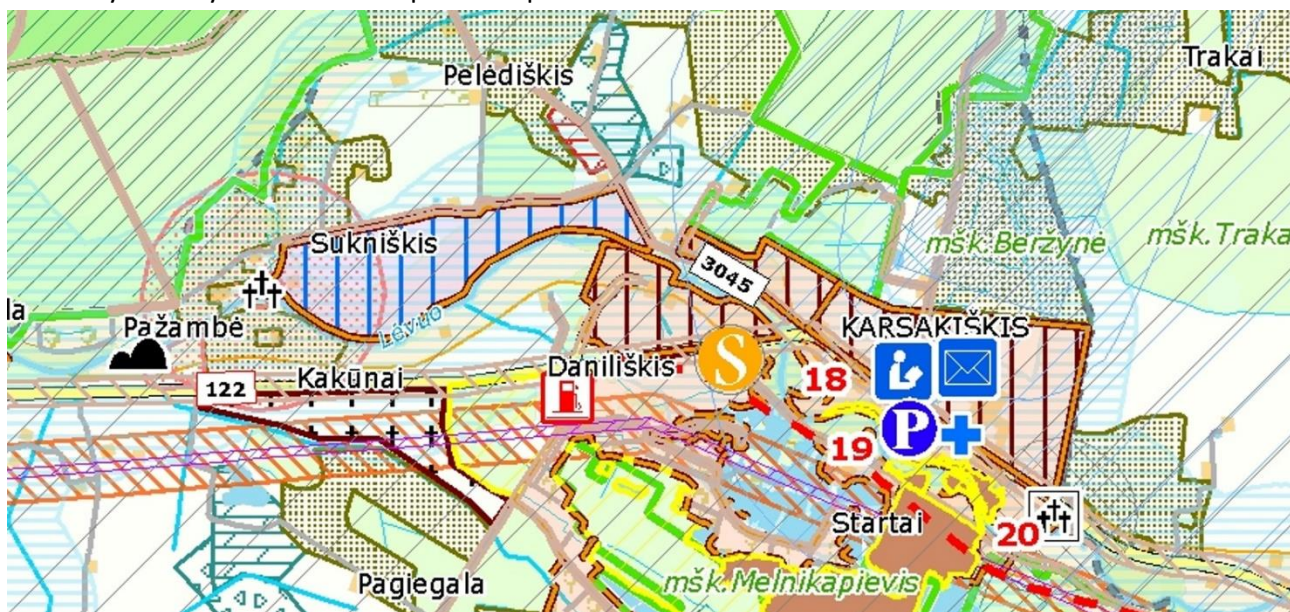 Trakai
Pelėdiškis
mšk.Beržynė
mšk.Traka
Sukniškis
3045
la
Pažambė
Lėvuo
KARSAKIŠKIS
122
Kakūnai
Daniliškis
S
18
P
19
Startai
20
Pagiegala
mšk.Melnikapievis